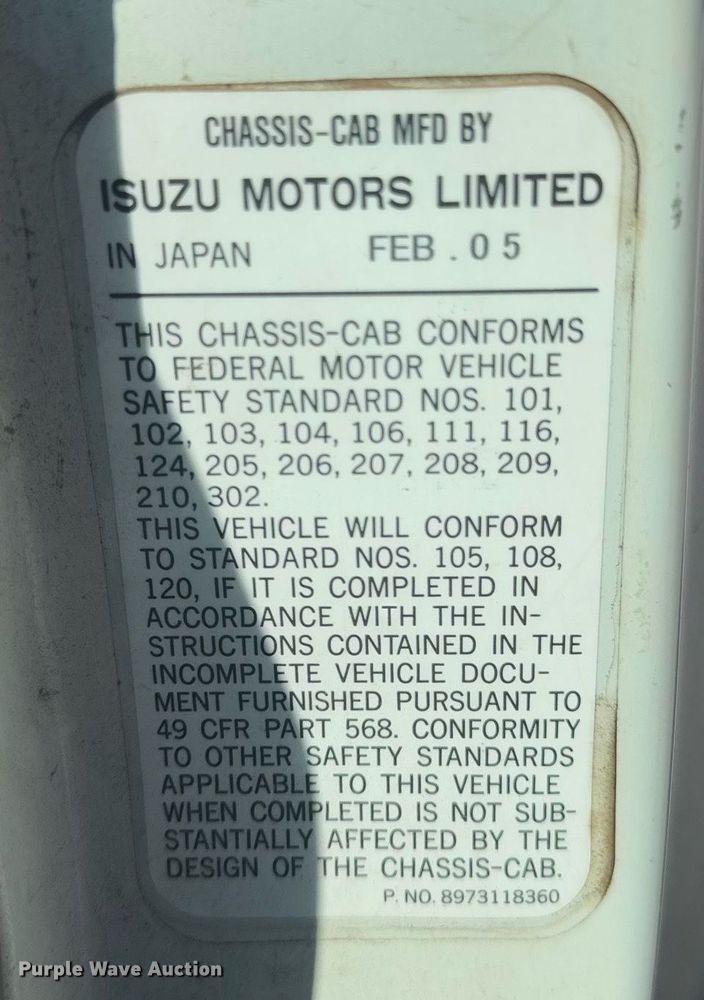 CHASSIS-CAB MFD BY
ISUZU MOTORS LIMITED
IN JAPAN FEB . 0 5
THIS CHASSIS-CAB CONFORMS
TO FEDERAL MOTOR VEHICLE
SAFETY STANDARD NOS. 101,
102, 103, 104, 106, 111, 116,
124, 205, 206, 207, 208, 209,
210, 302.
THIS VEHICLE WILL CONFORM
TO STANDARD NOS. 105, 108,
120, IF IT IS COMPLETED IN
ACCORDANCE WITH THE IN-
STRUCTIONS CONTAINED IN THE
INCOMPLETE VEHICLE DOCU-
MENT FURNISHED PURSUANT TO
49 CFR PART 568. CONFORMITY
TO OTHER SAFETY STANDARDS
APPLICABLE TO THIS VEHICLE
WHEN COMPLETED IS NOT SUB-
STANTIALLY AFFECTED BY THE
DESIGN OF THE CHASSIS-CAB.
P. NO. 8973118360
Purple Wave Auction